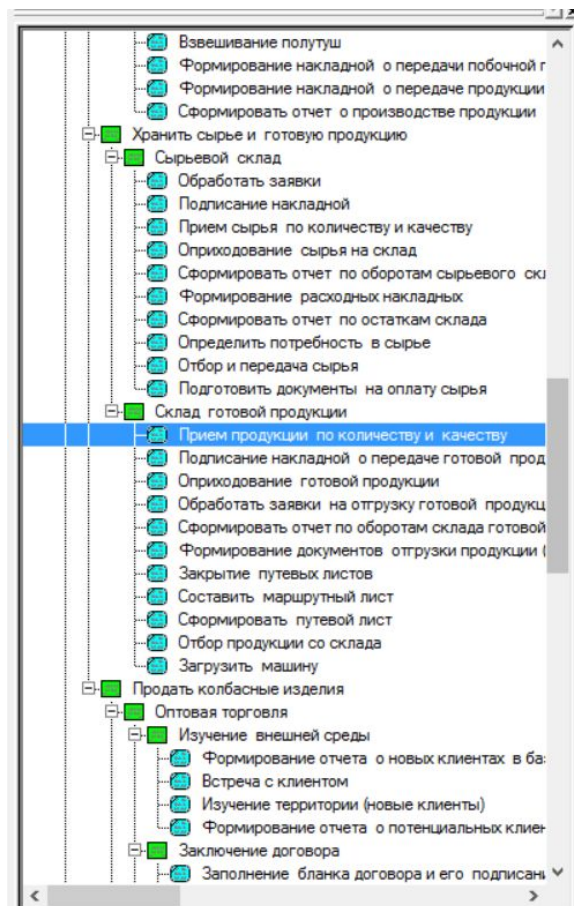 Взвешивание полутуш
Формирование накладной о передачи побочной г
Формирование накладной о передаче продукции
Сформировать отчет о производстве продукции
Хранить сырье и готовую продукцию
Сырьевой склад
Обработать заявки
Подписание накладной
Прием сырья по количеству и качеству
Оприходование сырья на склад
Сформировать отчет по оборотам сырьевого скл
Формирование расходных накладных
Сформировать отчет по остаткам склада
Определить потребность в сырье
Отбор и передача сырья
Подготовить документы на оплату сырья
Склад готовой продукции
Прием продукции по количеству и качеству
Подписание накладной о передаче готовой прод
Оприходование готовой продукции
Обработать заявки на отгрузку готовой продукц
Сформировать отчет по оборотам склада готовой
Формирование документов отгрузки продукции (
Закрытие путевых листов
Составить маршрутный лист
Сформировать путевой лист
Отбор продукции со склада
Загрузить машину
Продать колбасные изделия
Оптовая торговля
Изучение внешней среды
Формирование отчета о новых клиентах в ба
Встреча с клиентом
Изучение территории (новые клиенты)
Формирование отчета о потенциальных клиен
Заключение договора
Заполнение бланка договора и его подписан